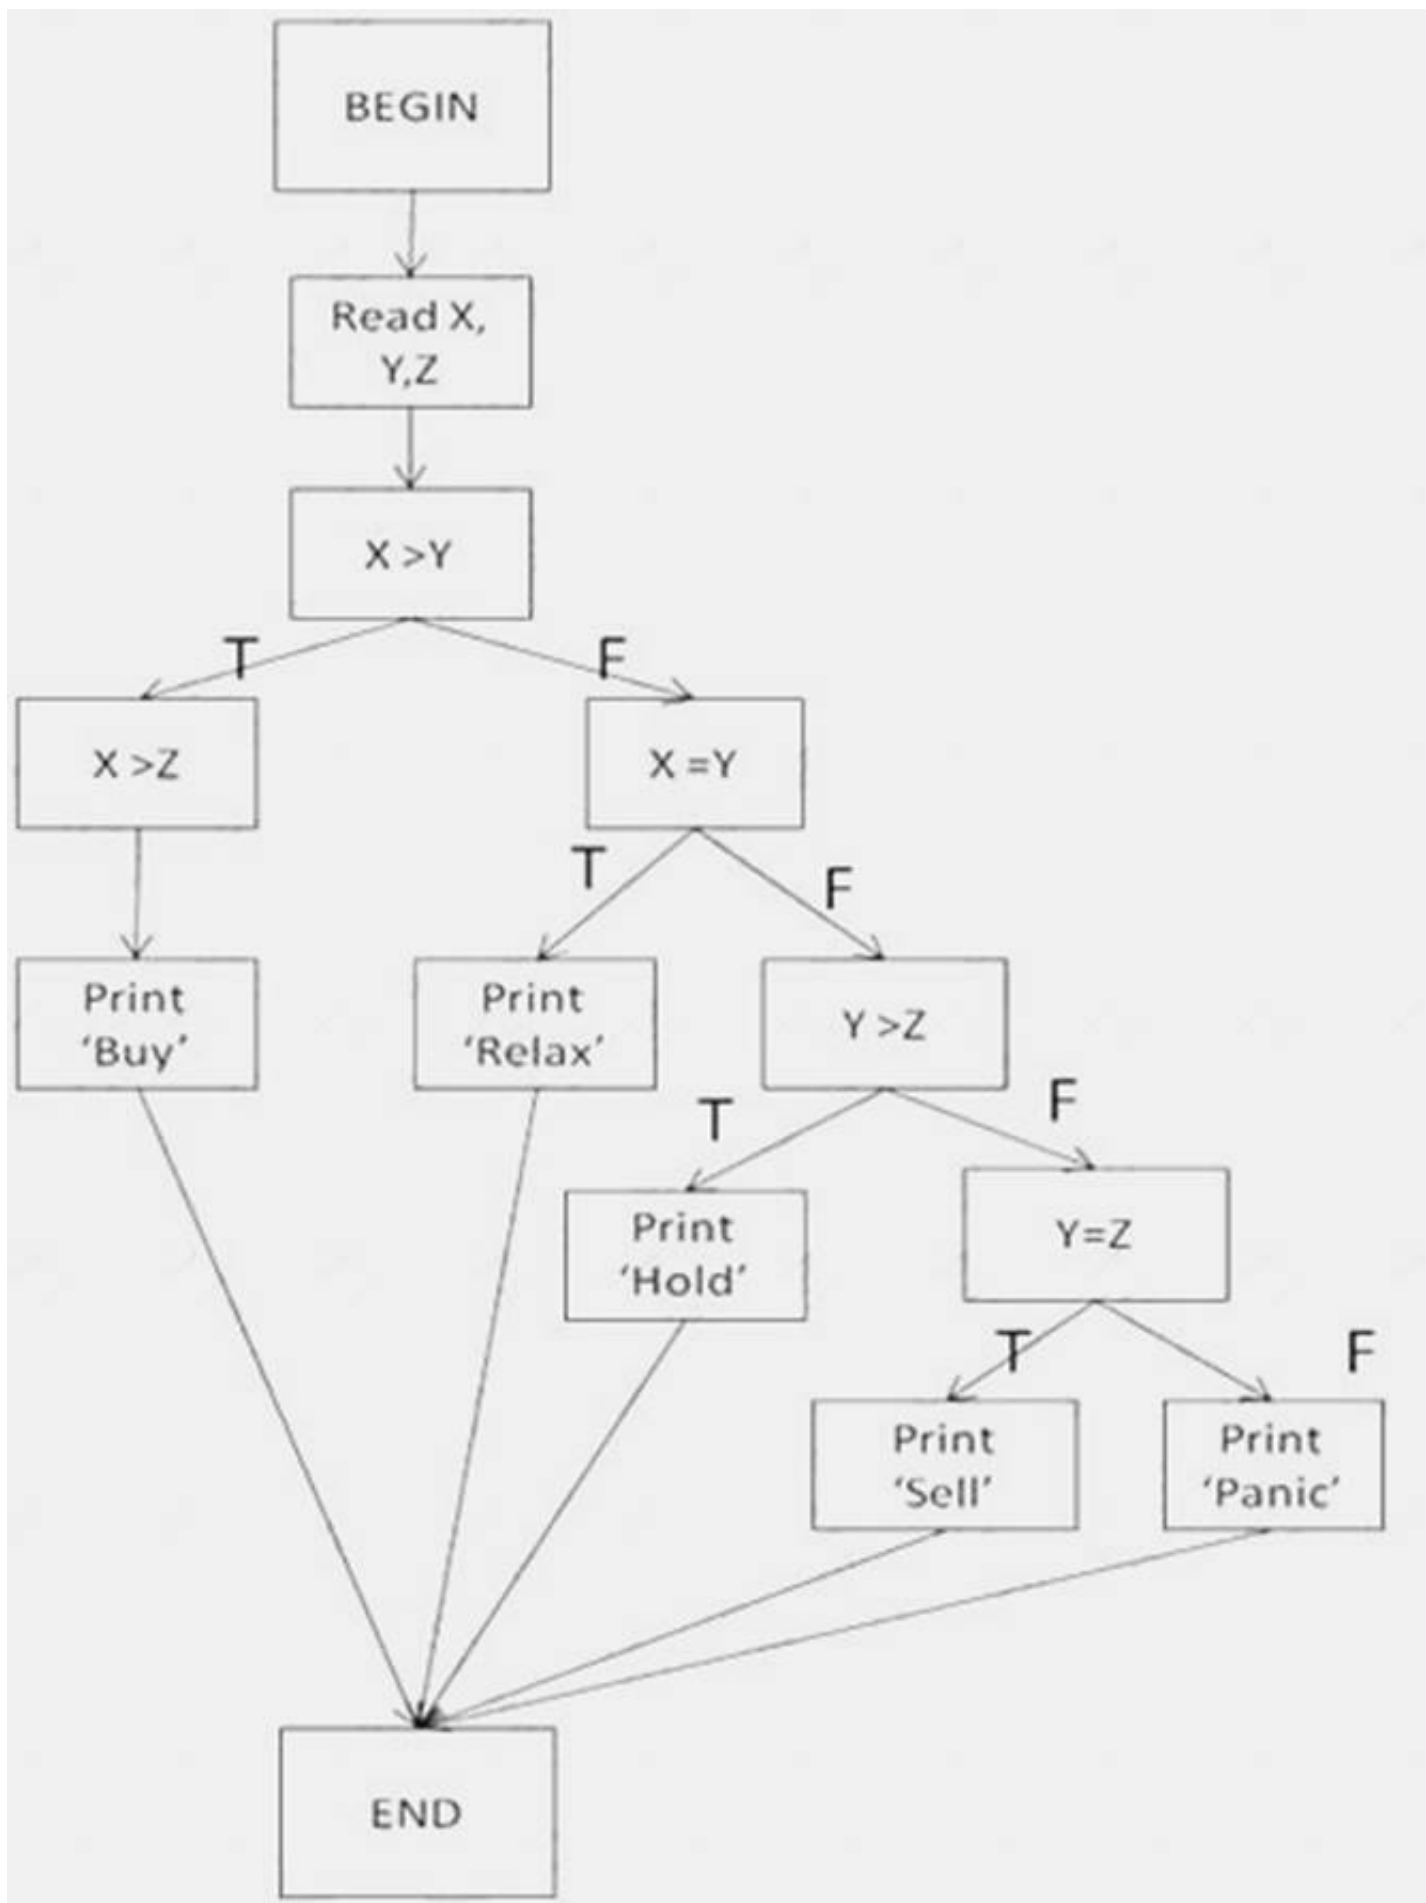 BEGIN
Read X,
Y,Z
X >Y
T
F
X >Z
X =Y
T
F
Print
‘Buy’
Print
‘Relax’
Y >Z
T
F
Print
‘Hold’
Y=Z
T
F
Print
‘Sell’
Print
‘Panic’
END